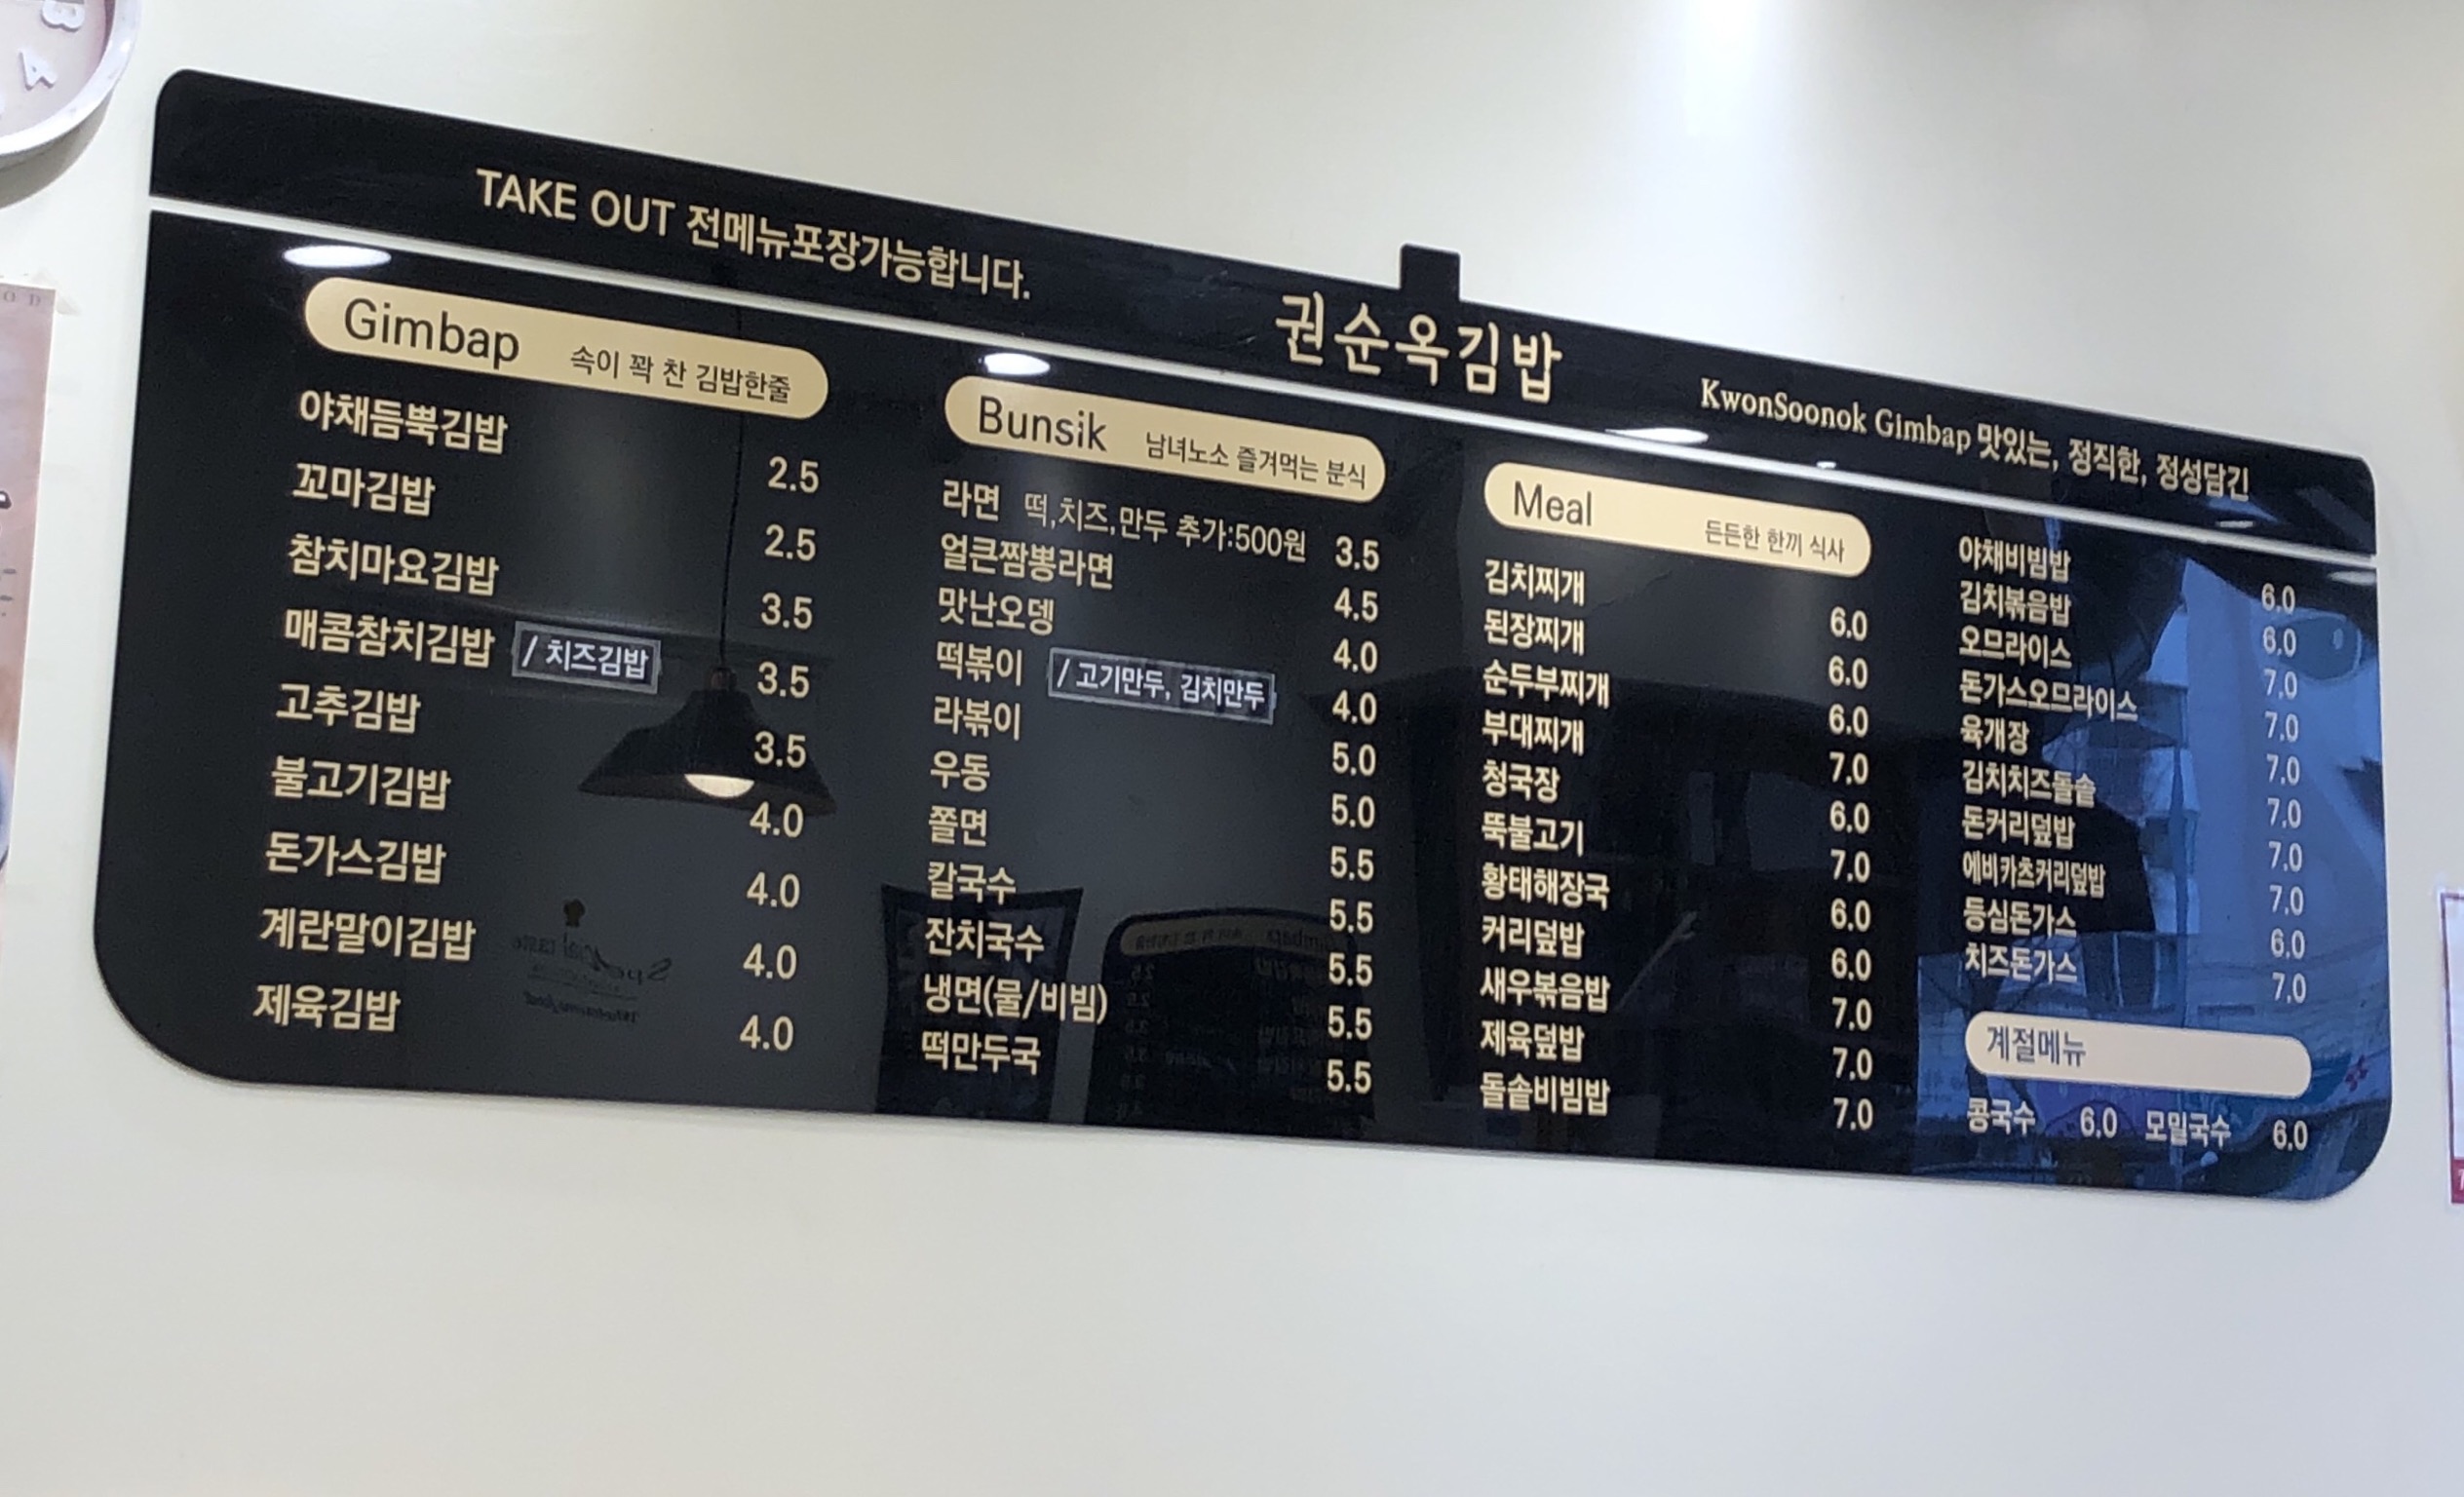 TAKE OUT 전메뉴포장가능합니다.
권순옥김밥
KwonSoonok Gimbap 맛있는, 정직한, 정성담긴
Gimbap 속이 꽉 찬 김밥한줄
야채듬뿍김밥 2.5
꼬마김밥 2.5
참치마요김밥 3.5
매콤참치김밥 / 치즈김밥 3.5
고추김밥 3.5
불고기김밥 4.0
돈가스김밥 4.0
계란말이김밥 4.0
제육김밥 4.0
Bunsik 남녀노소 즐겨먹는 분식
라면 떡,치즈,만두 추가:500원 3.5
얼큰짬뽕라면 4.5
맛난오뎅 4.0
떡볶이 / 고기만두, 김치만두 4.0
라볶이 5.0
우동 5.0
쫄면 5.5
칼국수 5.5
잔치국수 5.5
냉면(물/비빔) 5.5
떡만두국 5.5
Meal 든든한 한끼 식사
김치찌개 6.0
된장찌개 6.0
순두부찌개 6.0
부대찌개 7.0
청국장 6.0
뚝불고기 7.0
황태해장국 6.0
커리덮밥 6.0
새우볶음밥 7.0
제육덮밥 7.0
돌솥비빔밥 7.0
야채비빔밥 6.0
김치볶음밥 6.0
오므라이스 7.0
돈가스오므라이스 7.0
육개장 7.0
김치치즈돌솥 7.0
돈커리덮밥 7.0
에비카츠커리덮밥 7.0
등심돈가스 6.0
치즈돈가스 7.0
계절메뉴
콩국수 6.0 모밀국수 6.0